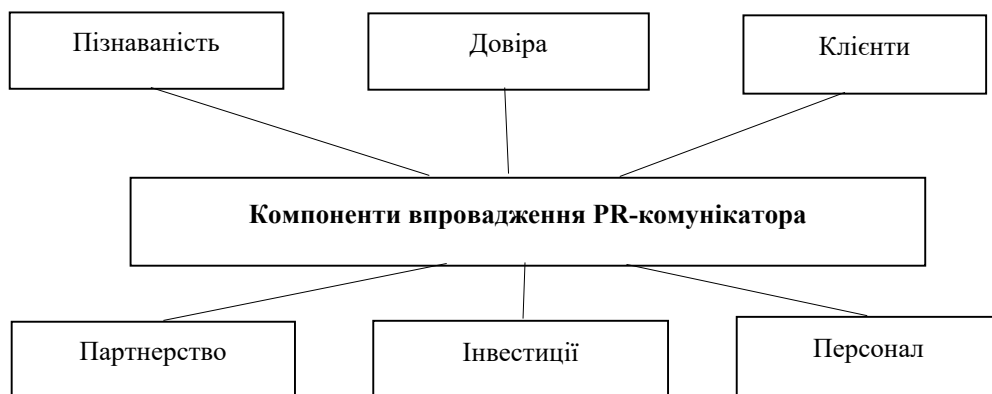 Пізнаваність
Довіра
Клієнти
Компоненти впровадження PR-комунікатора
Партнерство
Інвестиції
Персонал